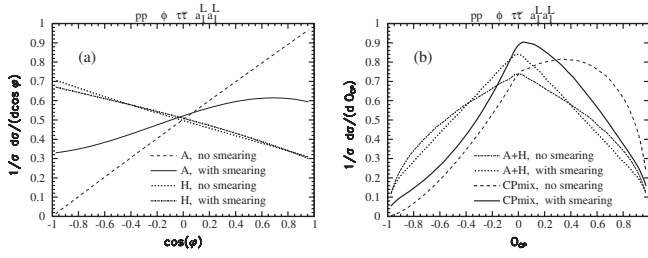 pp ϕ ττ̄ a₁ᴸa₁ᴸ
(a)
1/σ dσ/(dcos φ)
1
0.9
0.8
0.7
0.6
0.5
0.4
0.3
0.2
0.1
0
A, no smearing
A, with smearing
H, no smearing
H, with smearing
-1 -0.8 -0.6 -0.4 -0.2 0 0.2 0.4 0.6 0.8 1
cos(φ)
pp ϕ ττ̄ a₁ᴸa₁ᴸ
(b)
1/σ dσ/(d O_CP)
1
0.9
0.8
0.7
0.6
0.5
0.4
0.3
0.2
0.1
0
A+H, no smearing
A+H, with smearing
CPmix, no smearing
CPmix, with smearing
-1 -0.8 -0.6 -0.4 -0.2 0 0.2 0.4 0.6 0.8 1
O_CP